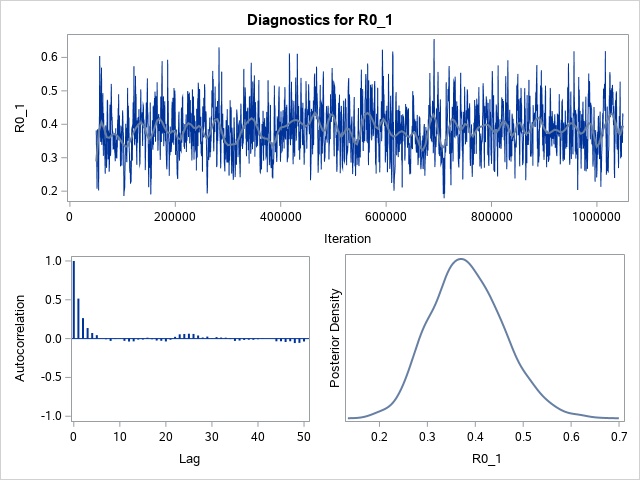 Diagnostics for R0_1
R0_1
0.6
0.5
0.4
0.3
0.2
0 200000 400000 600000 800000 1000000
Iteration
Autocorrelation
1.0
0.5
0.0
-0.5
-1.0
0 10 20 30 40 50
Lag
Posterior Density
0.2 0.3 0.4 0.5 0.6 0.7
R0_1